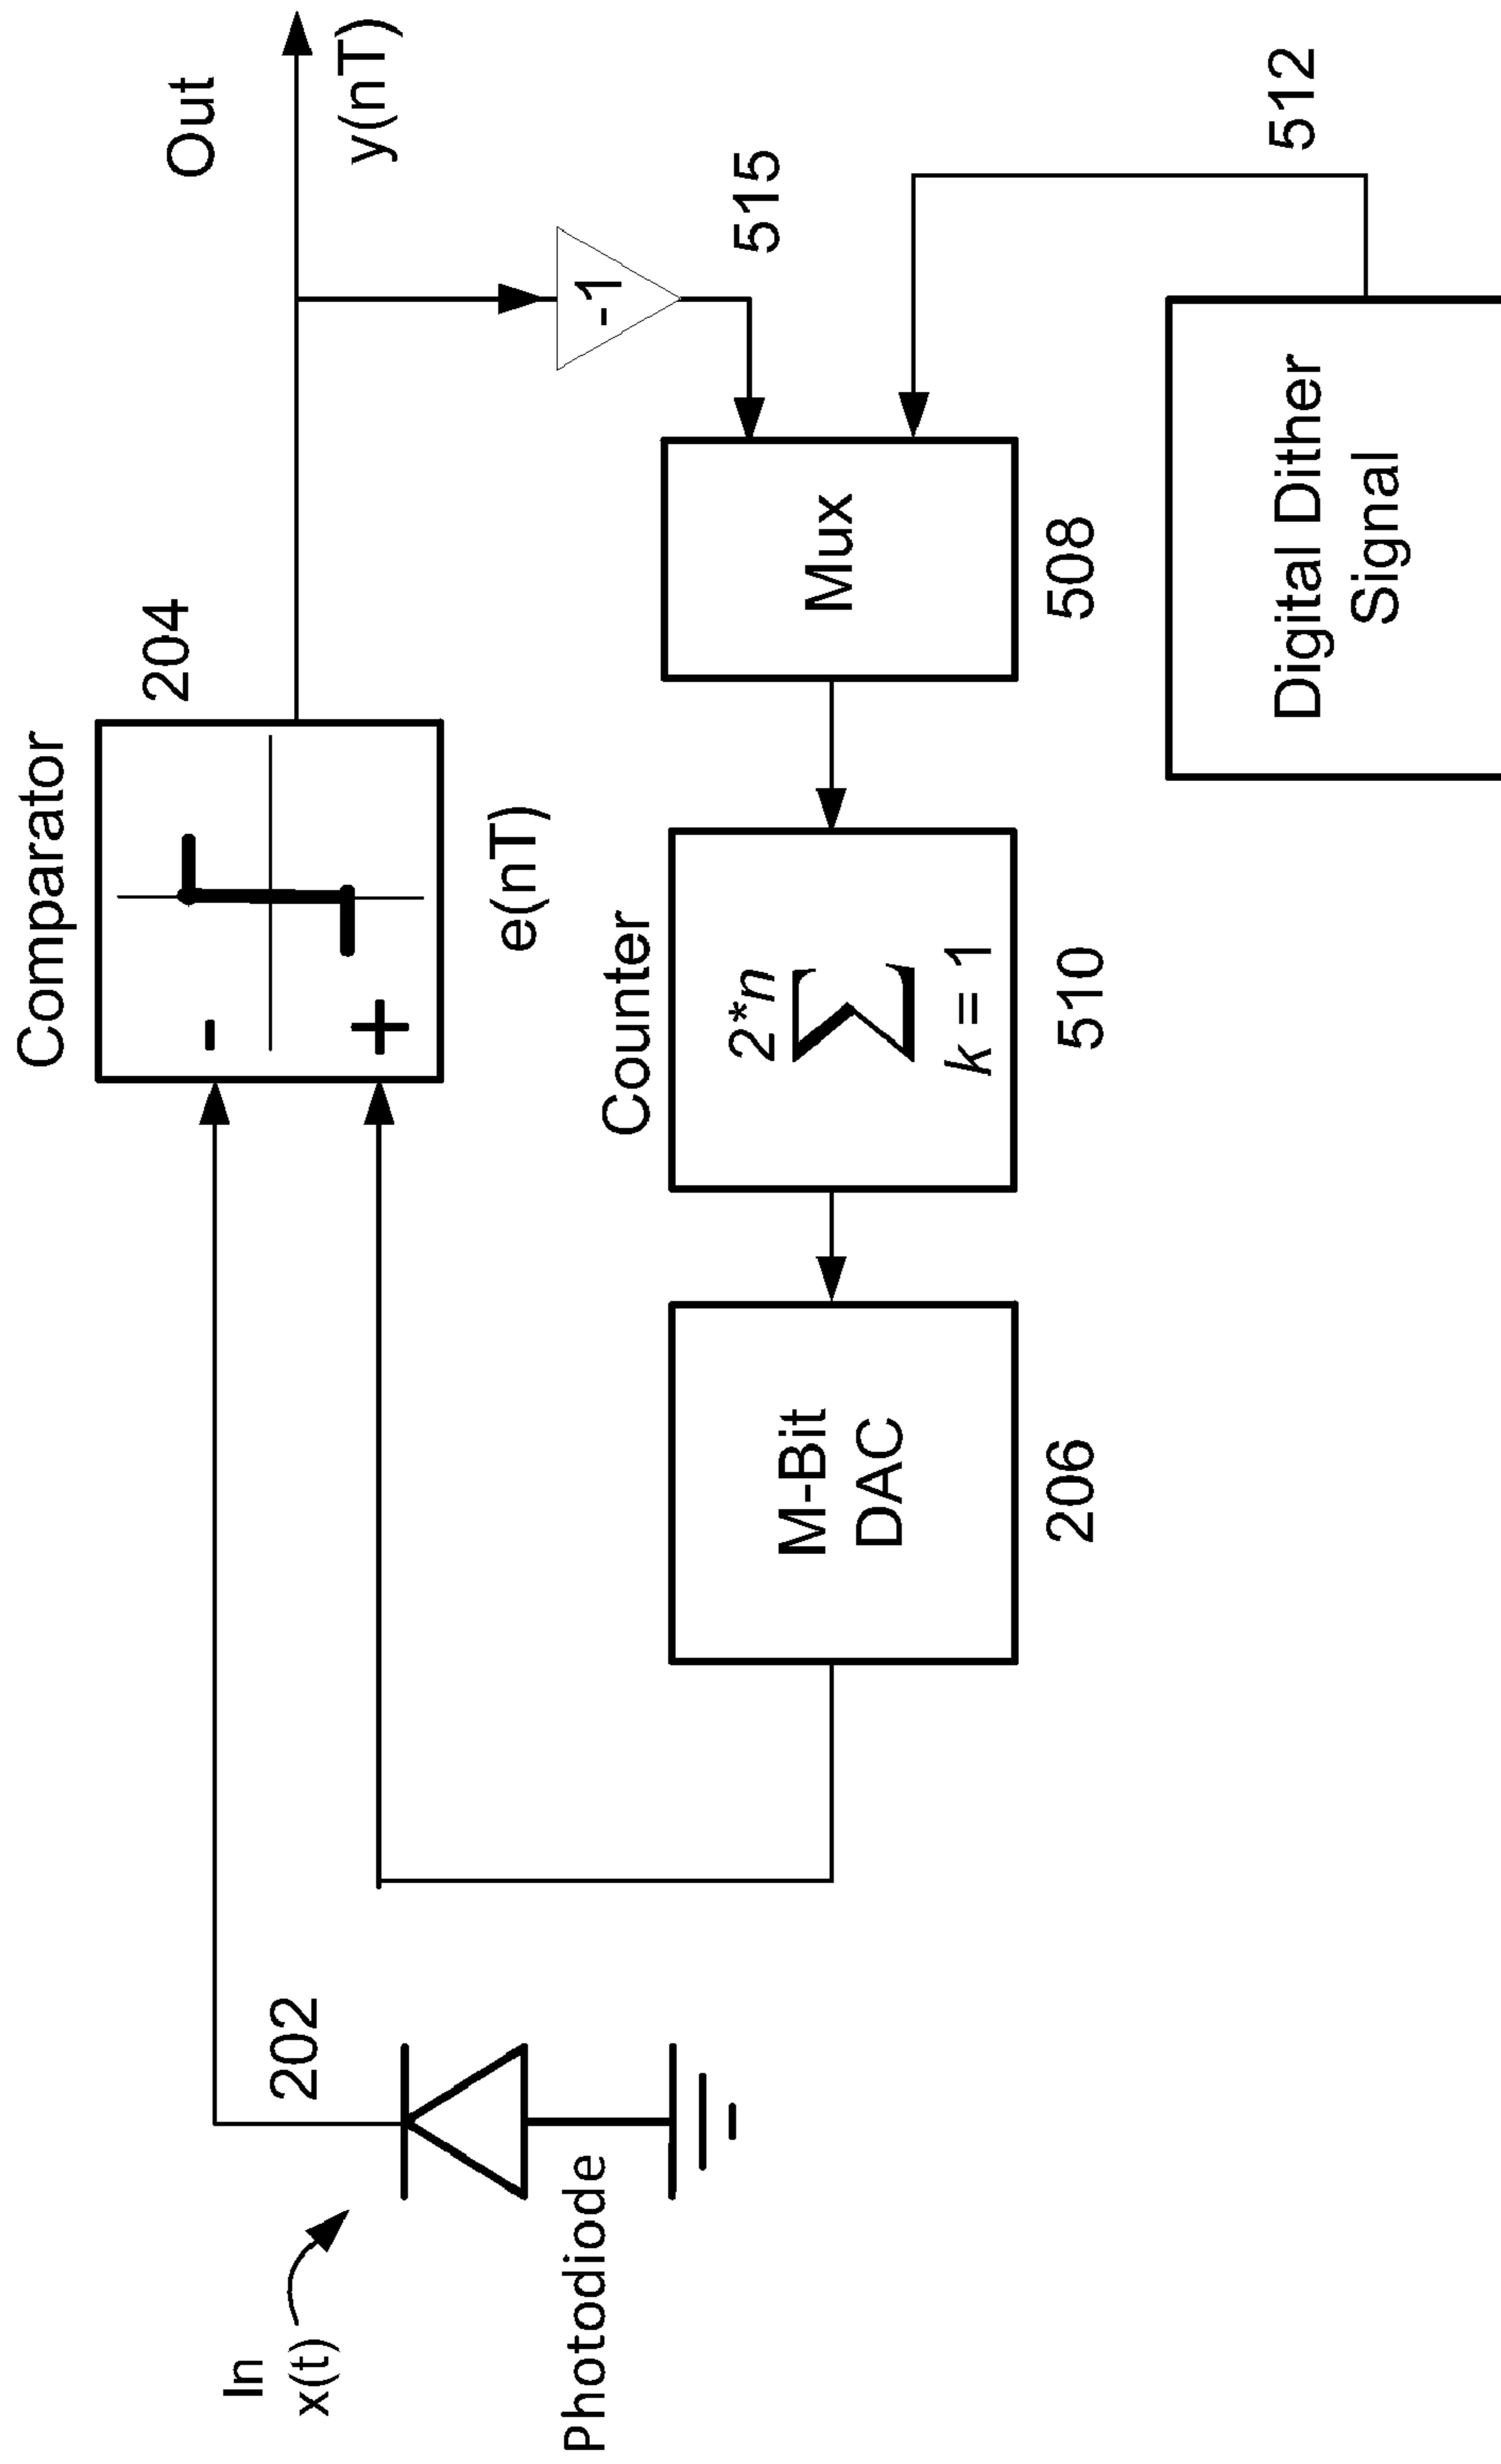 In
x(t)
202
Photodiode
Comparator
204
-
+
e(nT)
Out
y(nT)
-1
515
M-Bit
DAC
206
Counter
2*n
∑
k = 1
510
Mux
508
Digital Dither
Signal
512